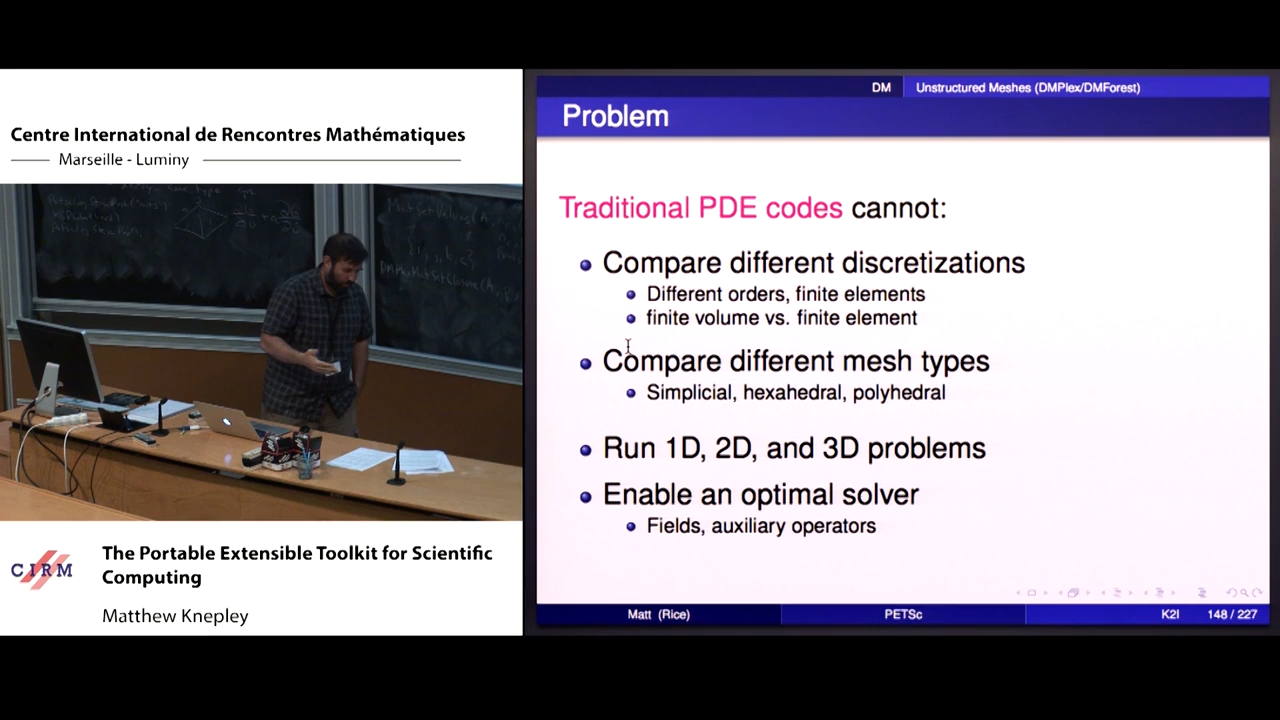 Centre International de Rencontres Mathématiques
Marseille - Luminy
MatSetValues(A,
The Portable Extensible Toolkit for Scientific
Computing
Matthew Knepley
CIRM
DM
Unstructured Meshes (DMPlex/DMForest)
Problem
Traditional PDE codes cannot:
Compare different discretizations
Different orders, finite elements
finite volume vs. finite element
Compare different mesh types
Simplicial, hexahedral, polyhedral
Run 1D, 2D, and 3D problems
Enable an optimal solver
Fields, auxiliary operators
Matt (Rice)
PETSc
K2I
148 / 227